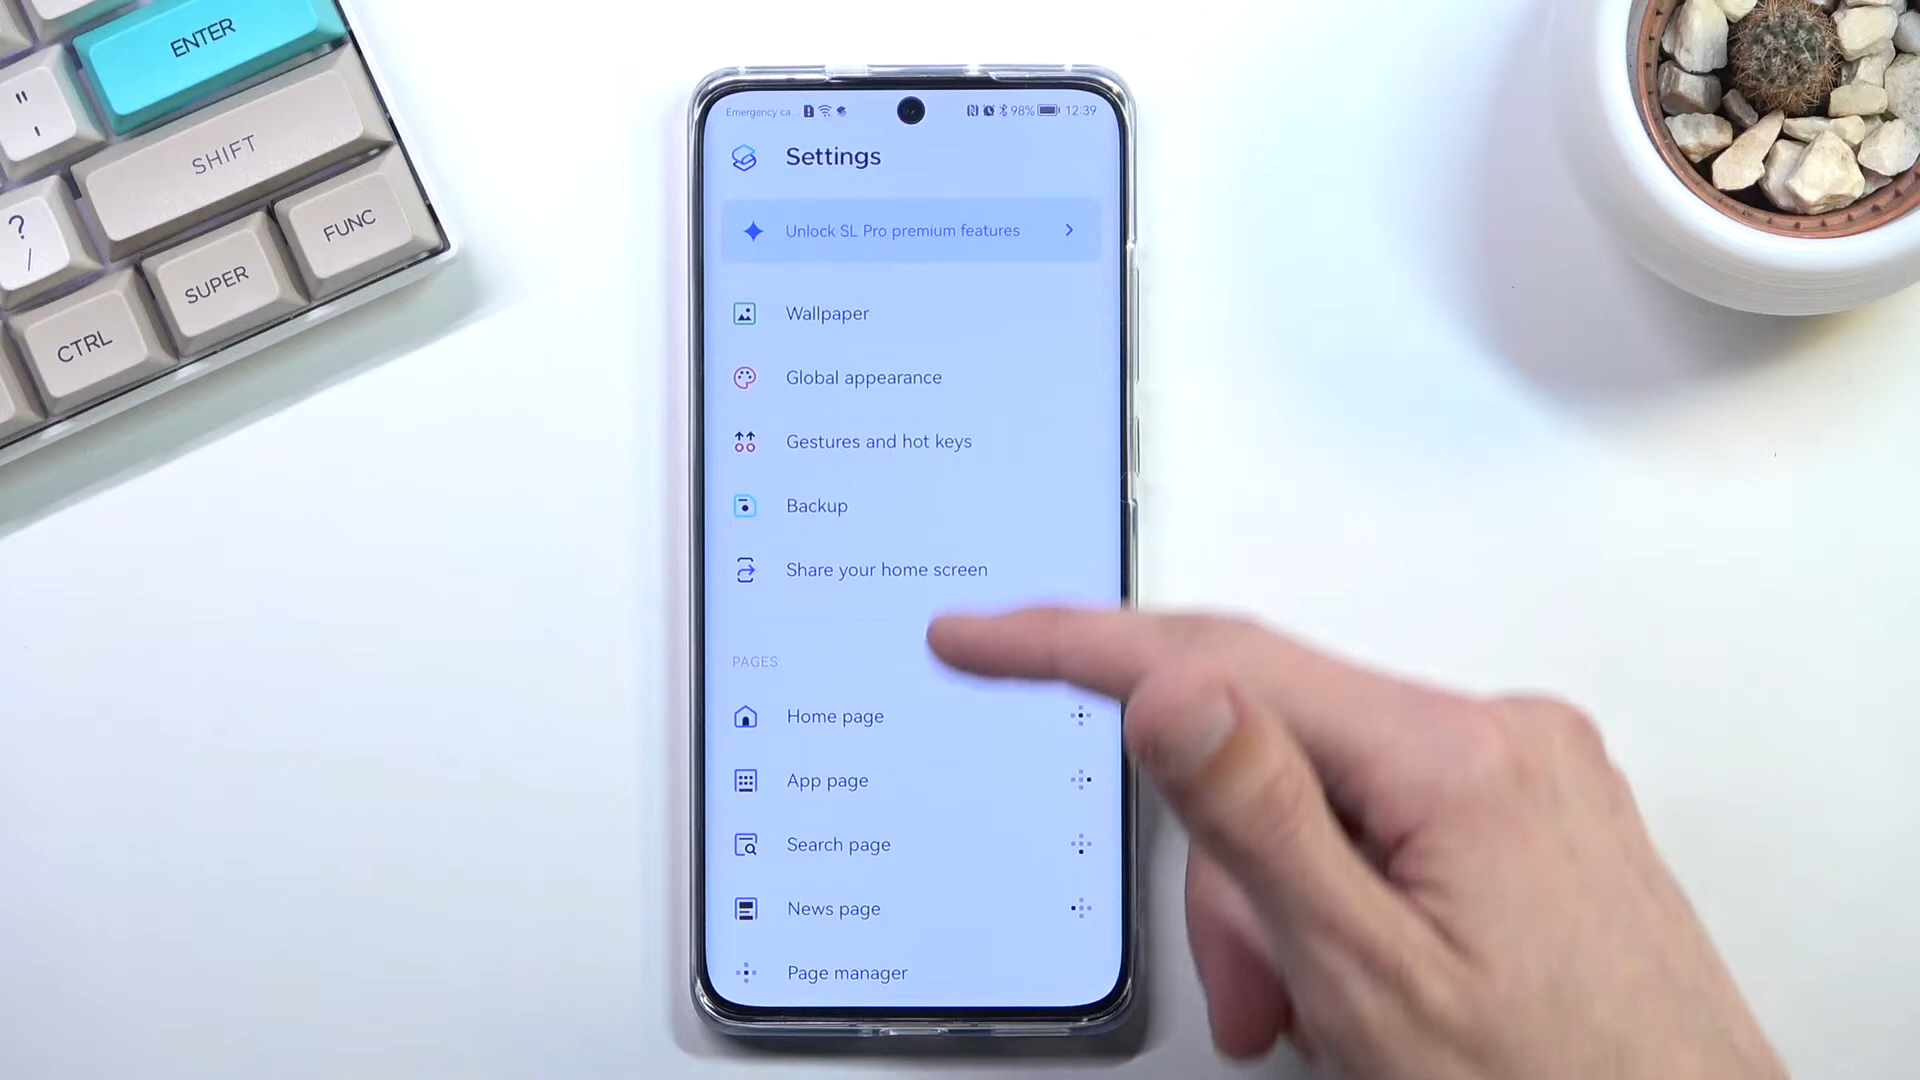 ENTER
"
'
SHIFT
?
/
FUNC
SUPER
CTRL
Emergency ca...
98%
12:39
Settings
Unlock SL Pro premium features
Wallpaper
Global appearance
Gestures and hot keys
Backup
Share your home screen
PAGES
Home page
App page
Search page
News page
Page manager